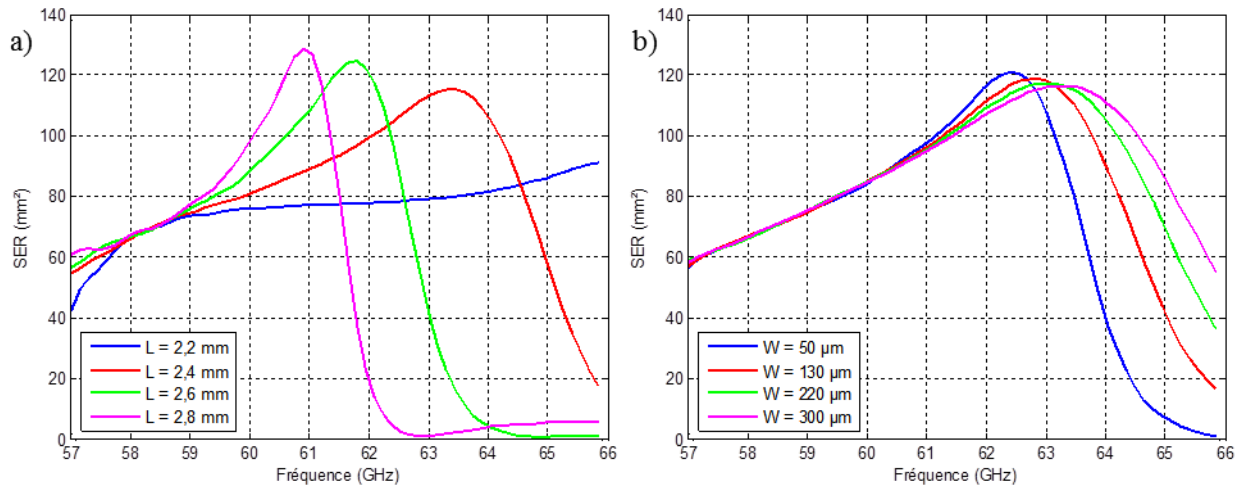 a)
SER (mm²)
140
120
100
80
60
40
20
0
57 58 59 60 61 62 63 64 65 66
Fréquence (GHz)
L = 2,2 mm
L = 2,4 mm
L = 2,6 mm
L = 2,8 mm
b)
SER (mm²)
140
120
100
80
60
40
20
0
57 58 59 60 61 62 63 64 65 66
Fréquence (GHz)
W = 50 µm
W = 130 µm
W = 220 µm
W = 300 µm